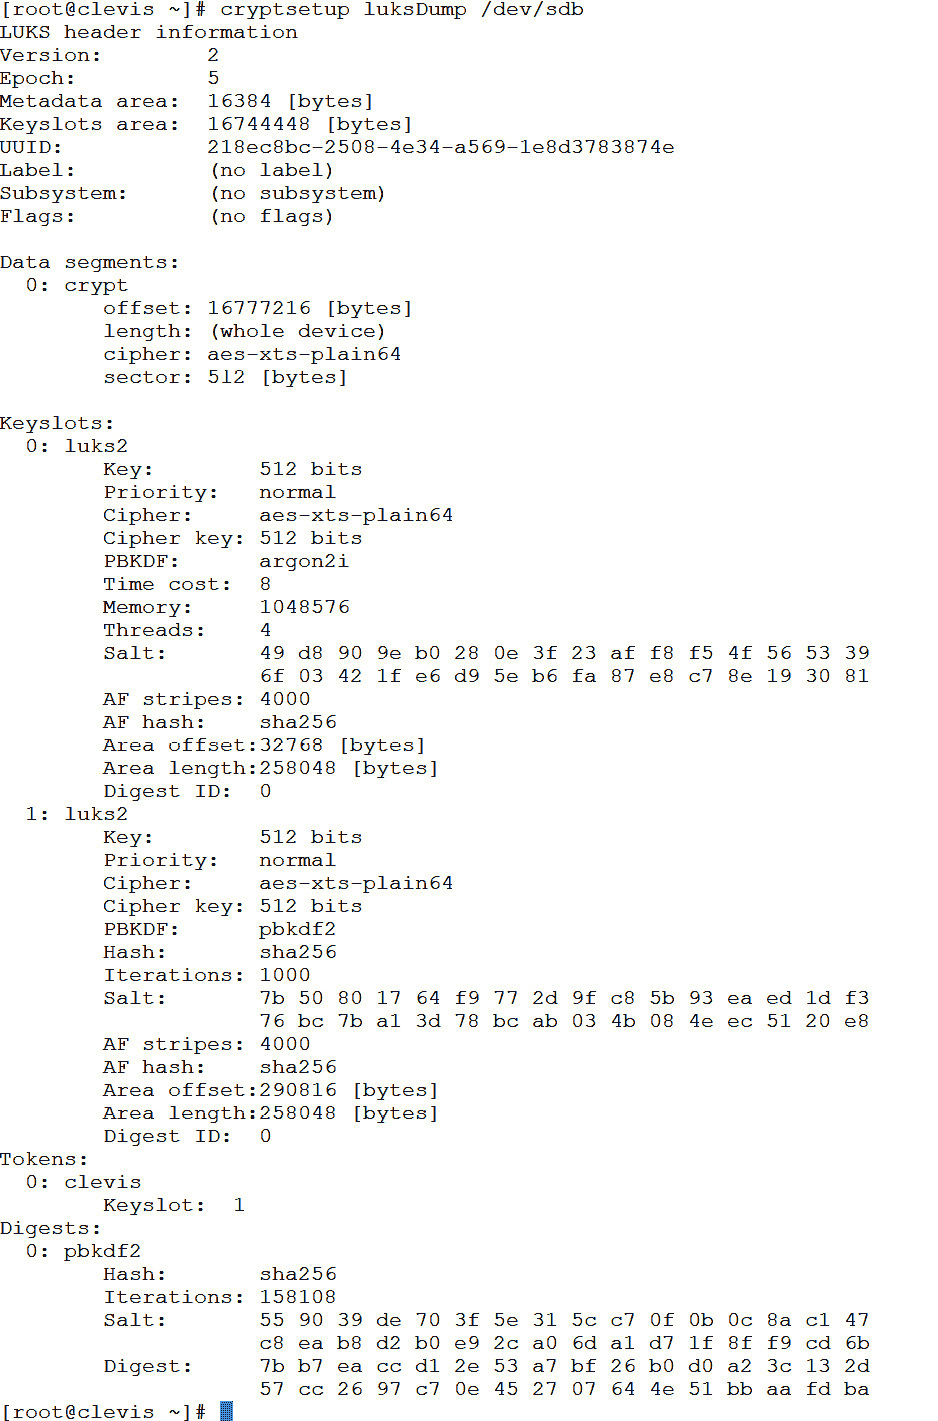 [root@clevis ~]# cryptsetup luksDump /dev/sdb
LUKS header information
Version:        2
Epoch:          5
Metadata area:  16384 [bytes]
Keyslots area:  16744448 [bytes]
UUID:           218ec8bc-2508-4e34-a569-1e8d3783874e
Label:          (no label)
Subsystem:      (no subsystem)
Flags:          (no flags)

Data segments:
  0: crypt
        offset: 16777216 [bytes]
        length: (whole device)
        cipher: aes-xts-plain64
        sector: 512 [bytes]

Keyslots:
  0: luks2
        Key:        512 bits
        Priority:   normal
        Cipher:     aes-xts-plain64
        Cipher key: 512 bits
        PBKDF:      argon2i
        Time cost:  8
        Memory:     1048576
        Threads:    4
        Salt:       49 d8 90 9e b0 28 0e 3f 23 af f8 f5 4f 56 53 39
                    6f 03 42 1f e6 d9 5e b6 fa 87 e8 c7 8e 19 30 81
        AF stripes: 4000
        AF hash:    sha256
        Area offset:32768 [bytes]
        Area length:258048 [bytes]
        Digest ID:  0
  1: luks2
        Key:        512 bits
        Priority:   normal
        Cipher:     aes-xts-plain64
        Cipher key: 512 bits
        PBKDF:      pbkdf2
        Hash:       sha256
        Iterations: 1000
        Salt:       7b 50 80 17 64 f9 77 2d 9f c8 5b 93 ea ed 1d f3
                    76 bc 7b a1 3d 78 bc ab 03 4b 08 4e ec 51 20 e8
        AF stripes: 4000
        AF hash:    sha256
        Area offset:290816 [bytes]
        Area length:258048 [bytes]
        Digest ID:  0
Tokens:
  0: clevis
        Keyslot:  1
Digests:
  0: pbkdf2
        Hash:       sha256
        Iterations: 158108
        Salt:       55 90 39 de 70 3f 5e 31 5c c7 0f 0b 0c 8a c1 47
                    c8 ea b8 d2 b0 e9 2c a0 6d a1 d7 1f 8f f9 cd 6b
        Digest:     7b b7 ea cc d1 2e 53 a7 bf 26 b0 d0 a2 3c 13 2d
                    57 cc 26 97 c7 0e 45 27 07 64 4e 51 bb aa fd ba
[root@clevis ~]#